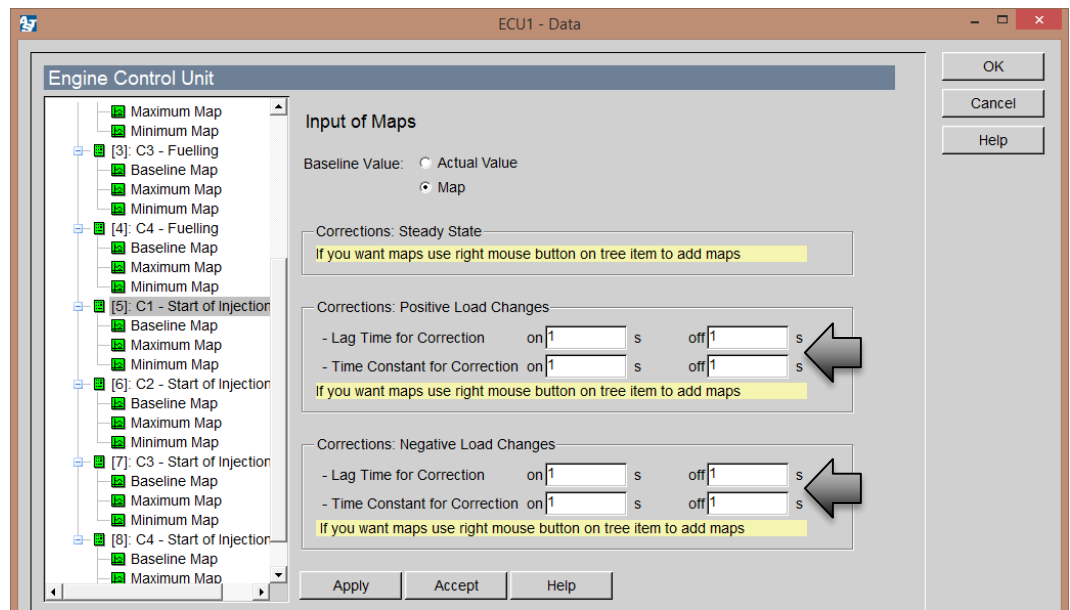 ECU1 - Data
OK
Cancel
Help
Engine Control Unit
Maximum Map
Minimum Map
[3]: C3 - Fuelling
Baseline Map
Maximum Map
Minimum Map
[4]: C4 - Fuelling
Baseline Map
Maximum Map
Minimum Map
[5]: C1 - Start of Injection
Baseline Map
Maximum Map
Minimum Map
[6]: C2 - Start of Injection
Baseline Map
Maximum Map
Minimum Map
[7]: C3 - Start of Injection
Baseline Map
Maximum Map
Minimum Map
[8]: C4 - Start of Injection
Baseline Map
Maximum Map
Input of Maps
Baseline Value: Actual Value
Map
Corrections: Steady State
If you want maps use right mouse button on tree item to add maps
Corrections: Positive Load Changes
- Lag Time for Correction on 1 s off 1 s
- Time Constant for Correction on 1 s off 1 s
If you want maps use right mouse button on tree item to add maps
Corrections: Negative Load Changes
- Lag Time for Correction on 1 s off 1 s
- Time Constant for Correction on 1 s off 1 s
If you want maps use right mouse button on tree item to add maps
Apply Accept Help